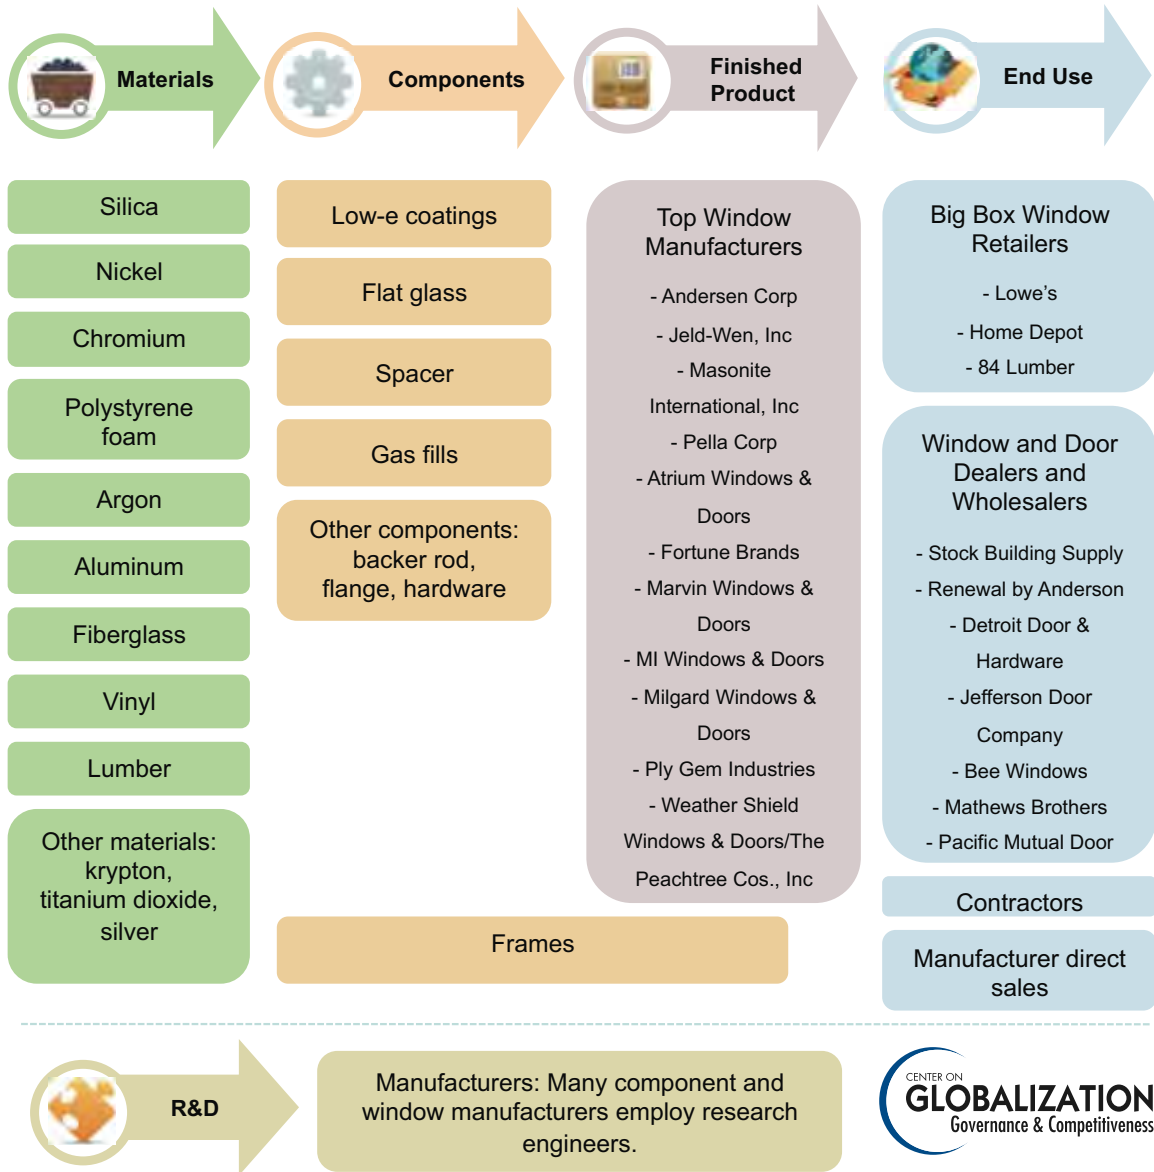 Materials
Components
Finished
Product
End Use
Silica
Nickel
Chromium
Polystyrene
foam
Argon
Aluminum
Fiberglass
Vinyl
Lumber
Other materials:
krypton,
titanium dioxide,
silver
Low-e coatings
Flat glass
Spacer
Gas fills
Other components:
backer rod,
flange, hardware
Top Window
Manufacturers
- Andersen Corp
- Jeld-Wen, Inc
- Masonite
International, Inc
- Pella Corp
- Atrium Windows &
Doors
- Fortune Brands
- Marvin Windows &
Doors
- MI Windows & Doors
- Milgard Windows &
Doors
- Ply Gem Industries
- Weather Shield
Windows & Doors/The
Peachtree Cos., Inc
Frames
Big Box Window
Retailers
- Lowe's
- Home Depot
- 84 Lumber
Window and Door
Dealers and
Wholesalers
- Stock Building Supply
- Renewal by Anderson
- Detroit Door &
Hardware
- Jefferson Door
Company
- Bee Windows
- Mathews Brothers
- Pacific Mutual Door
Contractors
Manufacturer direct
sales
R&D
Manufacturers: Many component and
window manufacturers employ research
engineers.
CENTER ON
GLOBALIZATION
Governance & Competitiveness